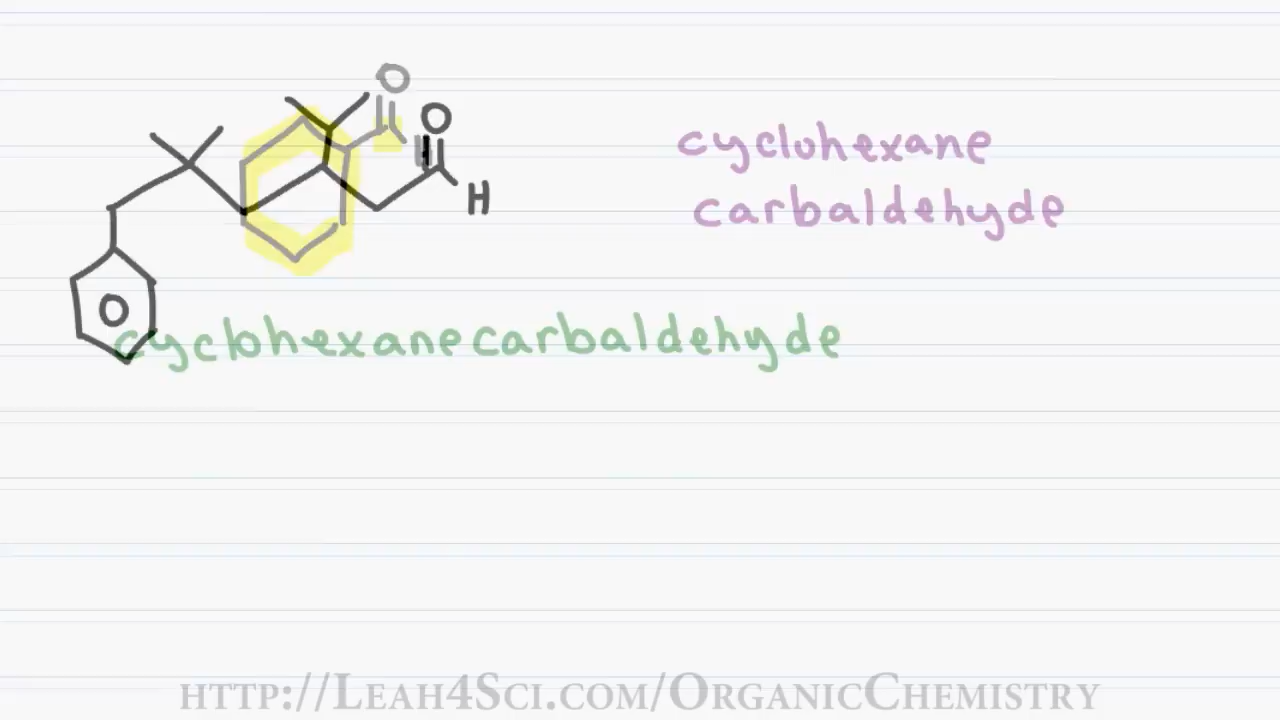 O
O
cyclohexane
H
carbaldehyde
O
cyclohexanecarbaldehyde
http://Leah4Sci.com/OrganicChemistry